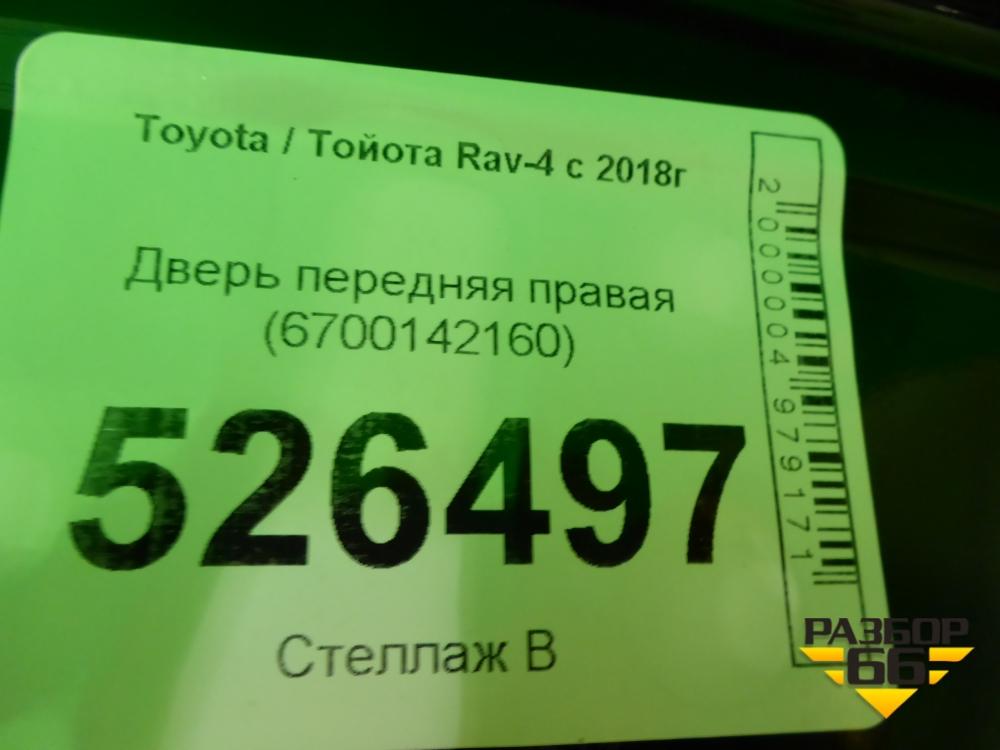 Toyota / Тойота Rav-4 с 2018г
Дверь передняя правая
(6700142160)
526497
Стеллаж В
2000004979171
РАЗБОР
66